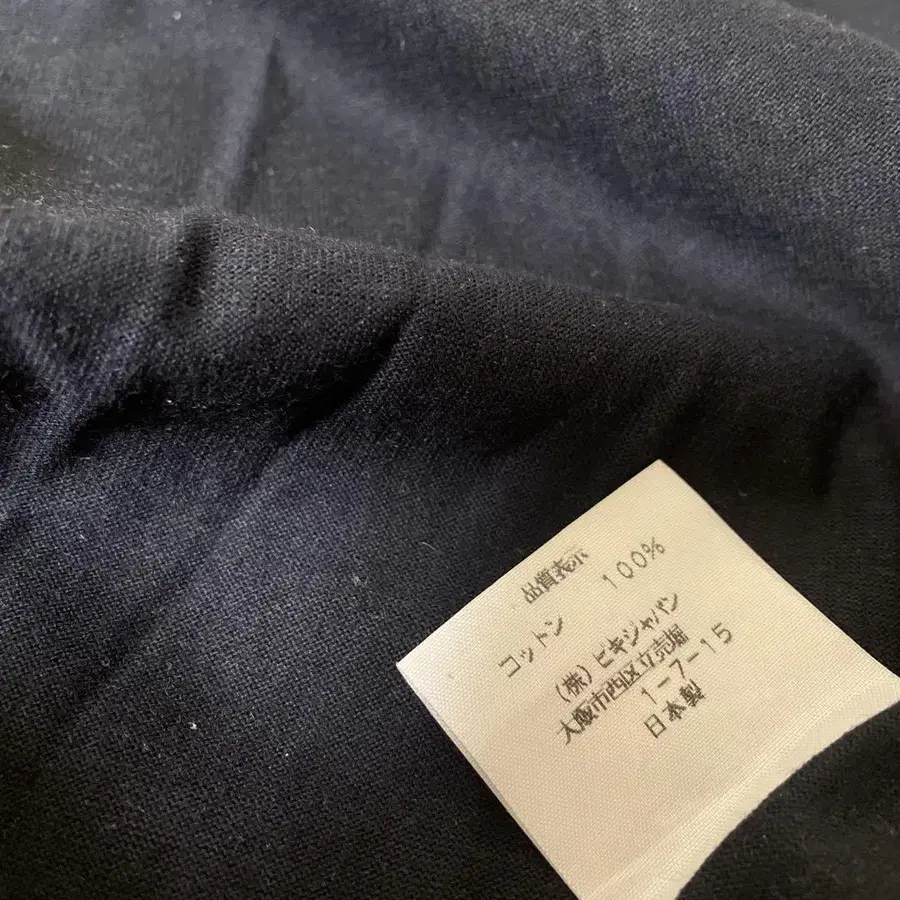 品質表示
コットン 100%
(株)ヒキジャパン
大阪市西区立売堀
1-7-15
日本製